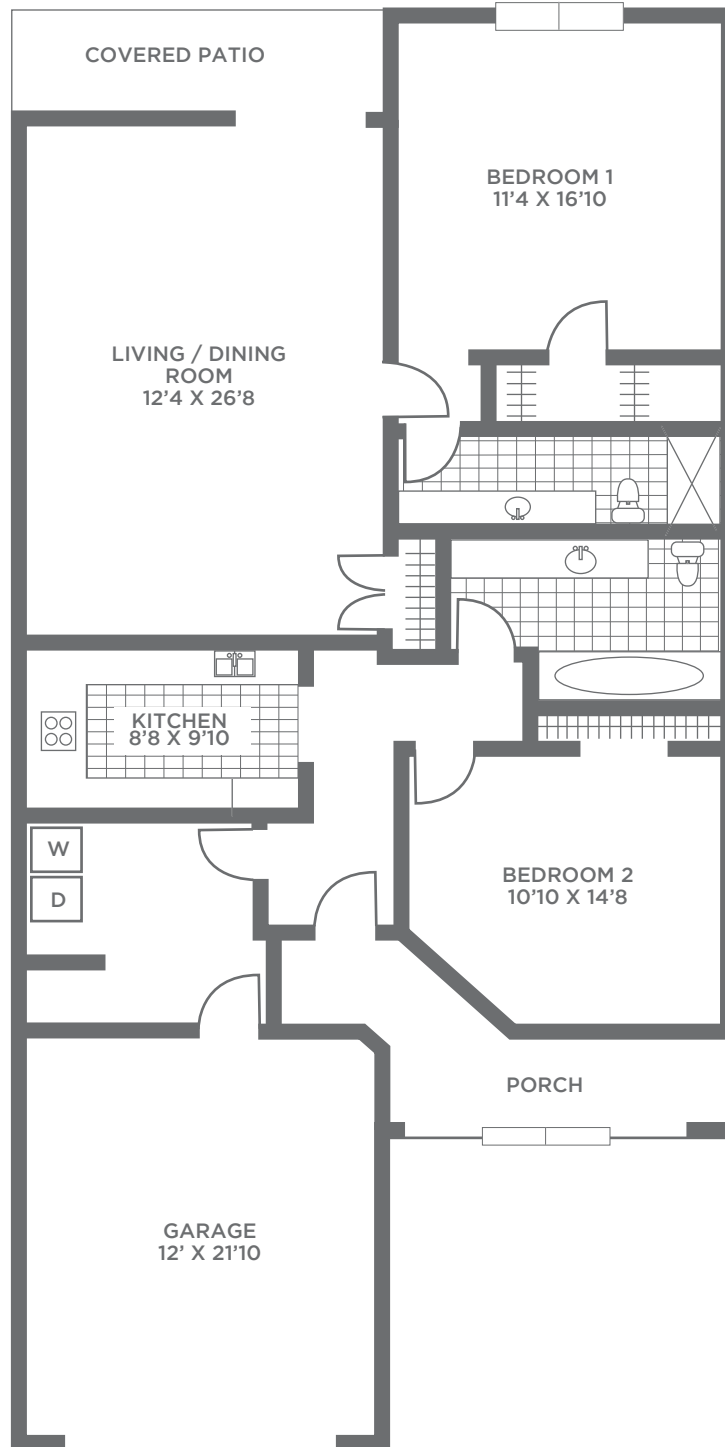 COVERED PATIO
BEDROOM 1
11’4 X 16’10
LIVING / DINING
ROOM
12’4 X 26’8
KITCHEN
8’8 X 9’10
W
D
BEDROOM 2
10’10 X 14’8
PORCH
GARAGE
12’ X 21’10